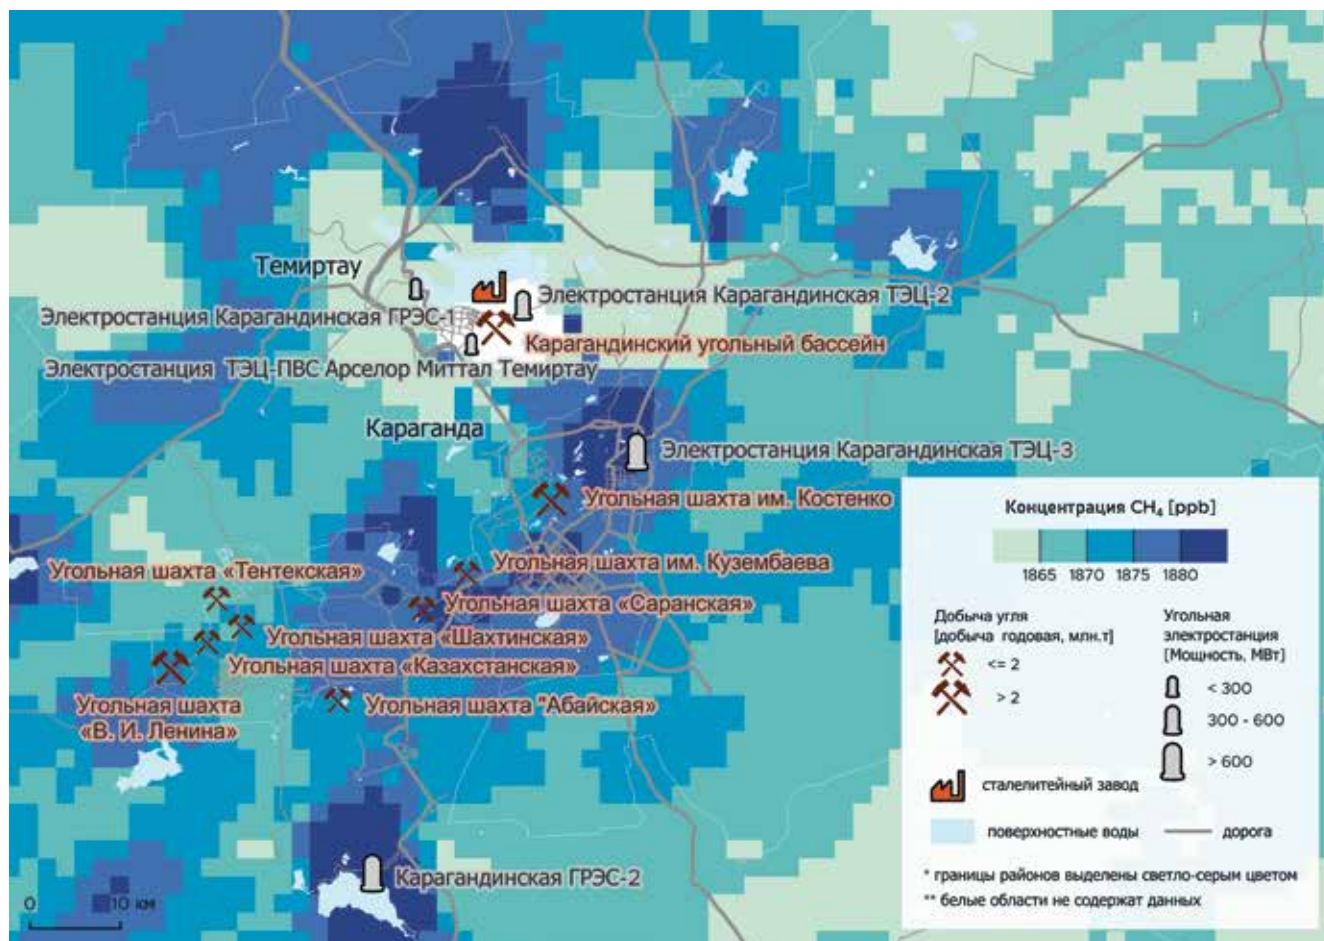 Темиртау
Электростанция Карагандинская ТЭЦ-2
Электростанция Карагандинская ГРЭС-1
Карагандинский угольный бассейн
Электростанция ТЭЦ-ПВС Арселор Миттал Темиртау
Караганда
Электростанция Карагандинская ТЭЦ-3
Угольная шахта им. Костенко
Угольная шахта им. Кузембаева
Угольная шахта «Тентекская»
Угольная шахта «Саранская»
Угольная шахта «Шахтинская»
Угольная шахта «Казахстанская»
Угольная шахта
«В. И. Ленина»
Угольная шахта "Абайская»
Карагандинская ГРЭС-2
0 10 км
Концентрация CH₄ [ppb]
1865 1870 1875 1880
Добыча угля
[добыча годовая, млн.т]
<= 2
> 2
Угольная
электростанция
[Мощность, МВт]
< 300
300 - 600
> 600
сталелитейный завод
поверхностные воды
дорога
* границы районов выделены светло-серым цветом
** белые области не содержат данных